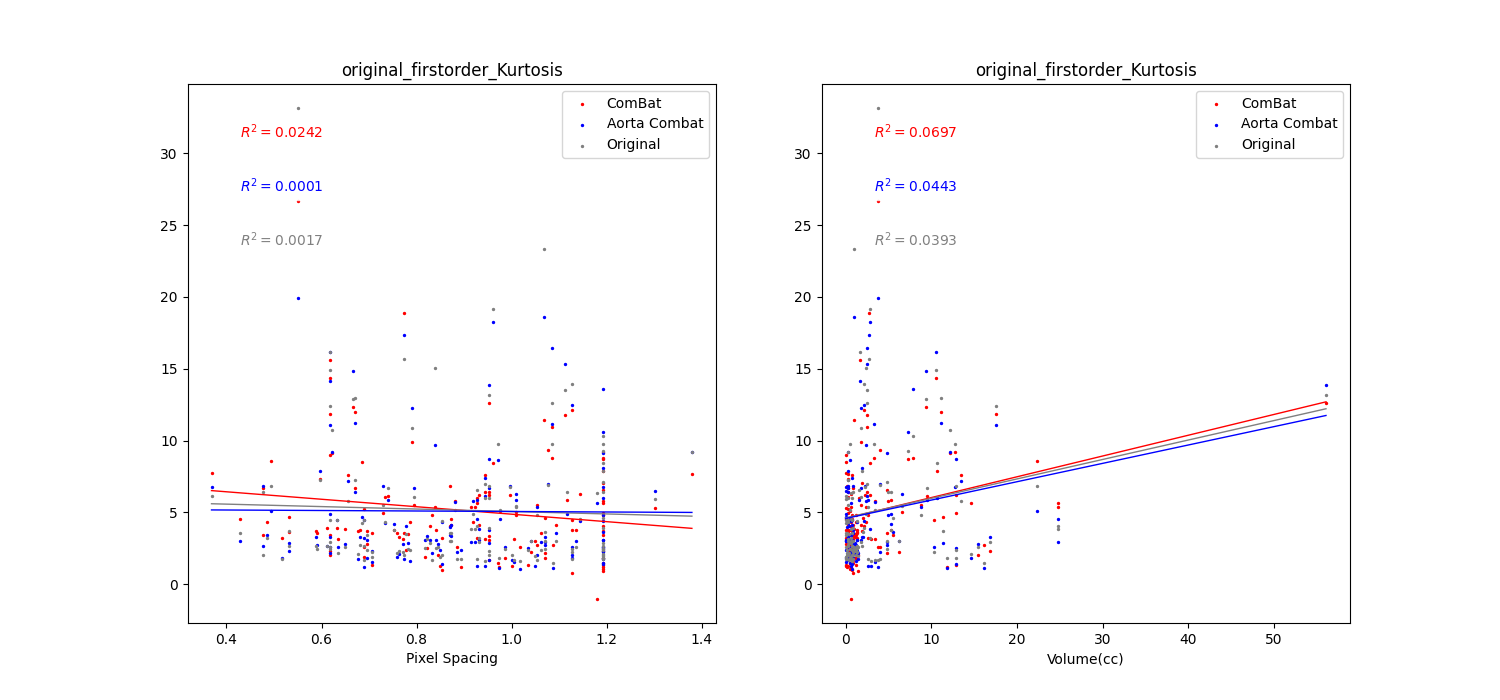 original_firstorder_Kurtosis
ComBat
Aorta Combat
Original
R² = 0.0242
R² = 0.0001
R² = 0.0017
30
25
20
15
10
5
0
0.4 0.6 0.8 1.0 1.2 1.4
Pixel Spacing
original_firstorder_Kurtosis
ComBat
Aorta Combat
Original
R² = 0.0697
R² = 0.0443
R² = 0.0393
30
25
20
15
10
5
0
0 10 20 30 40 50
Volume(cc)